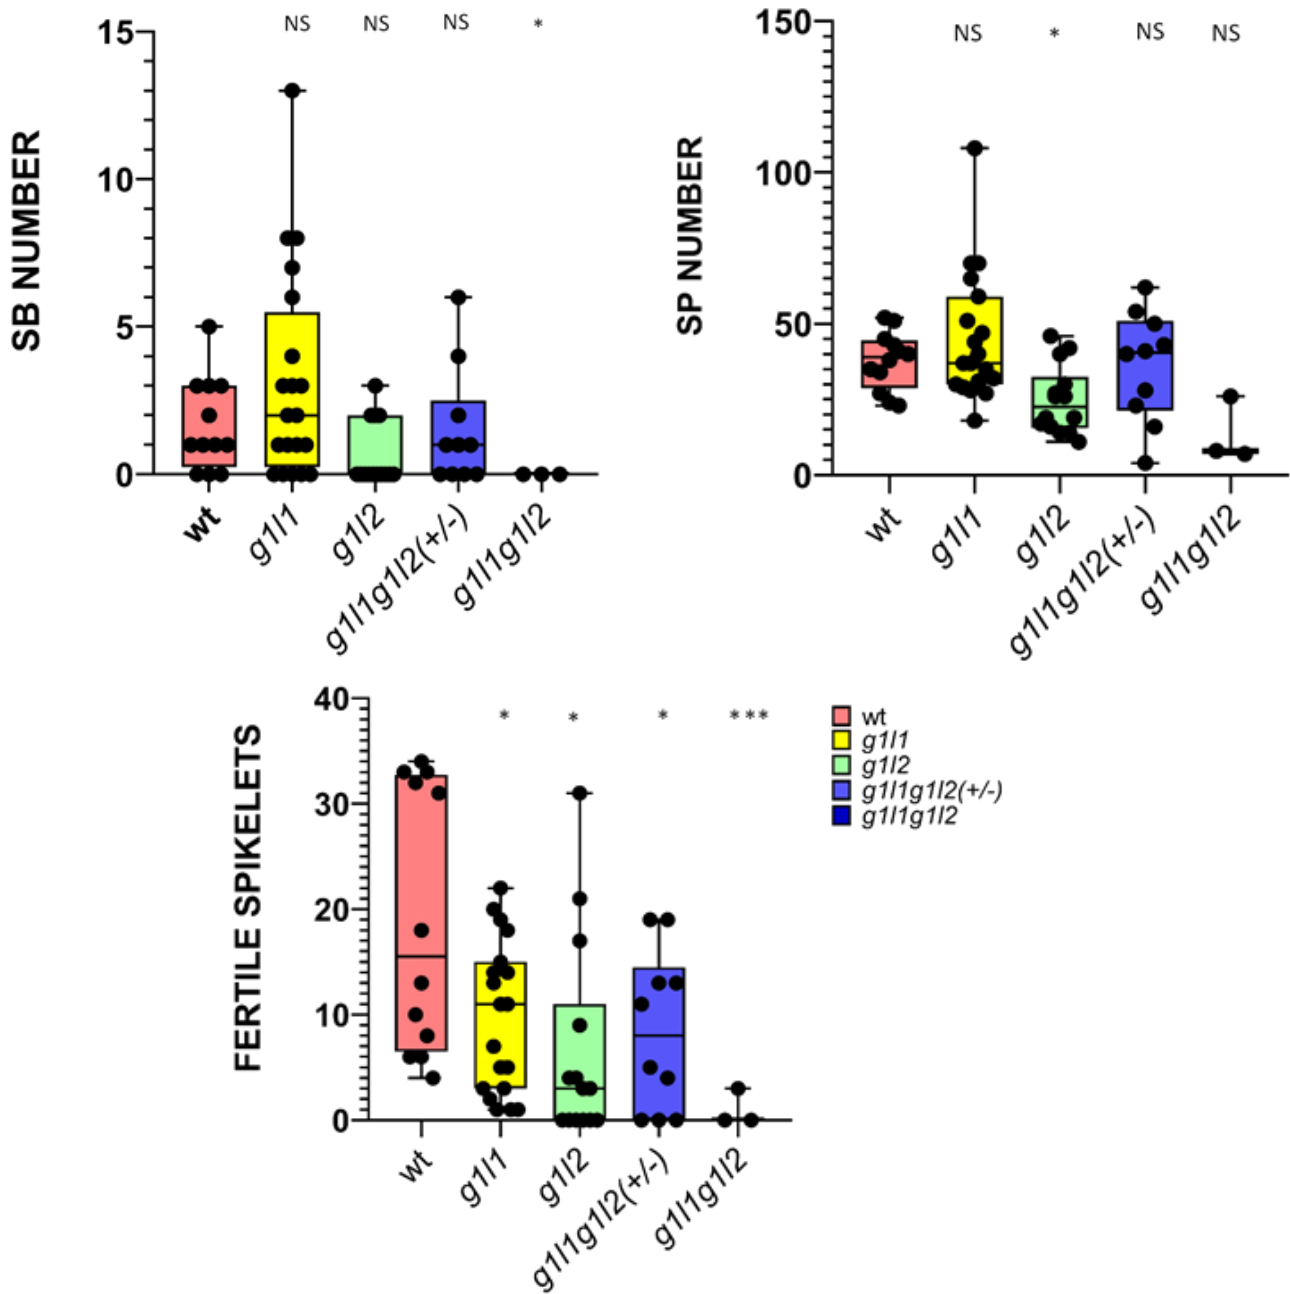 SB NUMBER
NS NS NS *
15
10
5
0
wt g1l1 g1l2 g1l1g1l2(+/-) g1l1g1l2
SP NUMBER
NS * NS NS
150
100
50
0
wt g1l1 g1l2 g1l1g1l2(+/-) g1l1g1l2
FERTILE SPIKELETS
* * * ***
40
30
20
10
0
wt g1l1 g1l2 g1l1g1l2(+/-) g1l1g1l2
wt
g1l1
g1l2
g1l1g1l2(+/-)
g1l1g1l2